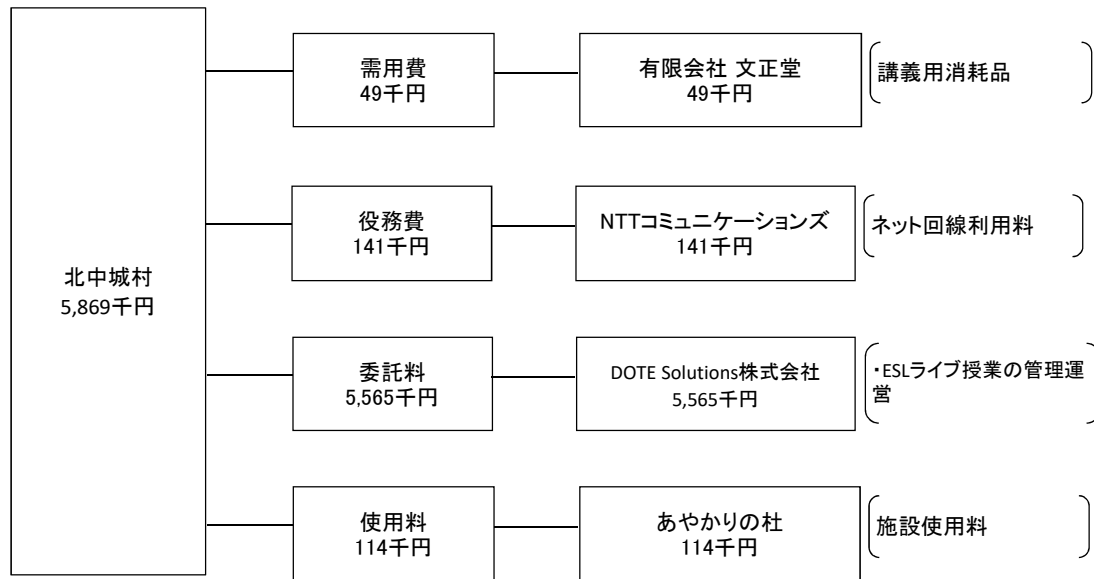 北中城村
5,869千円
需用費
49千円
有限会社 文正堂
49千円
講義用消耗品
役務費
141千円
NTTコミュニケーションズ
141千円
ネット回線利用料
委託料
5,565千円
DOTE Solutions株式会社
5,565千円
・ESLライブ授業の管理運
営
使用料
114千円
あやかりの杜
114千円
施設使用料